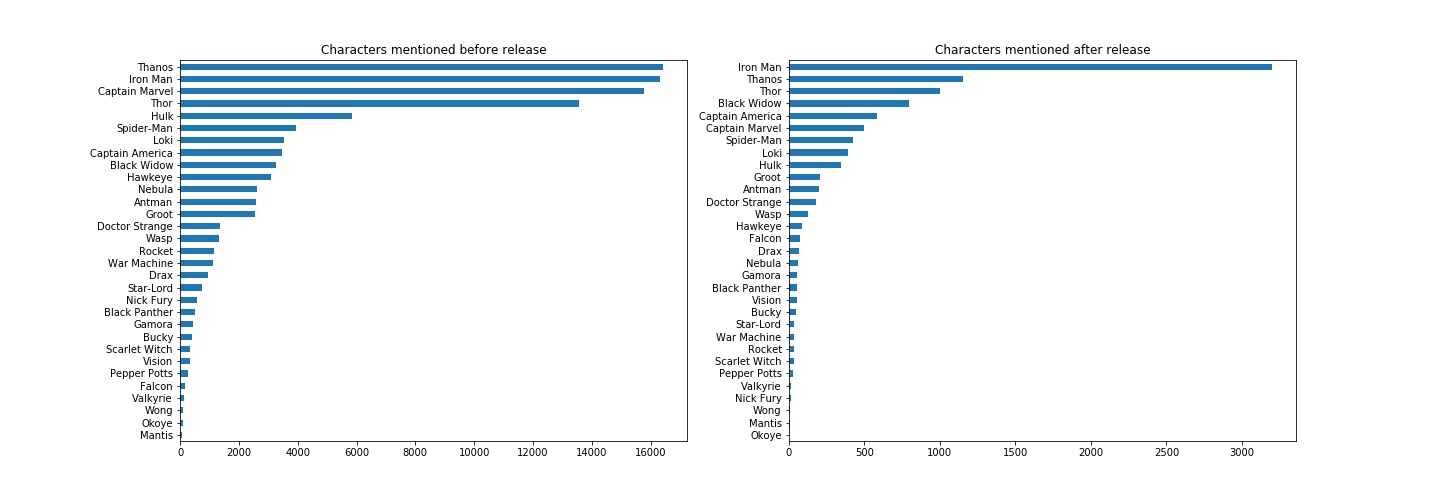 Characters mentioned before release
Thanos
Iron Man
Captain Marvel
Thor
Hulk
Spider-Man
Loki
Captain America
Black Widow
Hawkeye
Nebula
Antman
Groot
Doctor Strange
Wasp
Rocket
War Machine
Drax
Star-Lord
Nick Fury
Black Panther
Gamora
Bucky
Scarlet Witch
Vision
Pepper Potts
Falcon
Valkyrie
Wong
Okoye
Mantis
0 2000 4000 6000 8000 10000 12000 14000 16000
Characters mentioned after release
Iron Man
Thanos
Thor
Black Widow
Captain America
Captain Marvel
Spider-Man
Loki
Hulk
Groot
Antman
Doctor Strange
Wasp
Hawkeye
Falcon
Drax
Nebula
Gamora
Black Panther
Vision
Bucky
Star-Lord
War Machine
Rocket
Scarlet Witch
Pepper Potts
Valkyrie
Nick Fury
Wong
Mantis
Okoye
0 500 1000 1500 2000 2500 3000